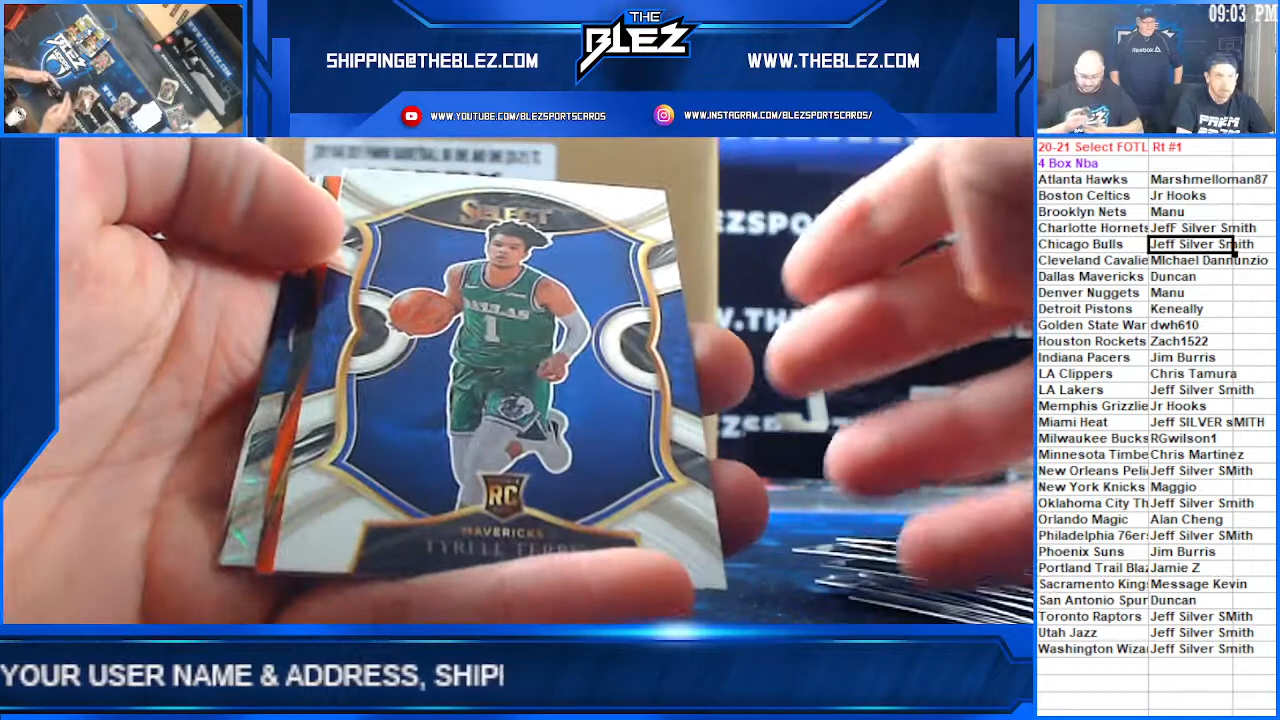 THE
BLEZ
SHIPPING@THEBLEZ.COM
WWW.THEBLEZ.COM
WWW.YOUTUBE.COM/BLEZSPORTSCARDS
WWW.INSTAGRAM.COM/BLEZSPORTSCARDS/
09:03 PM
Reebok
PREM
20-21 Select FOTL Rt #1
4 Box Nba
Atlanta Hawks Marshmelloman87
Boston Celtics Jr Hooks
Brooklyn Nets Manu
Charlotte Hornets JefF Silver Smith
Chicago Bulls Jeff Silver Smith
Cleveland Cavalie MIchael Dannunzio
Dallas Mavericks Duncan
Denver Nuggets Manu
Detroit Pistons Keneally
Golden State War dwh610
Houston Rockets Zach1522
Indiana Pacers Jim Burris
LA Clippers Chris Tamura
LA Lakers Jeff Silver Smith
Memphis Grizzlie Jr Hooks
Miami Heat Jeff SILVER sMITH
Milwaukee Bucks RGwilson1
Minnesota Timbe Chris Martinez
New Orleans Peli Jeff Silver SMith
New York Knicks Maggio
Oklahoma City Th Jeff Silver Smith
Orlando Magic Alan Cheng
Philadelphia 76er Jeff Silver SMith
Phoenix Suns Jim Burris
Portland Trail Blaz Jamie Z
Sacramento King Message Kevin
San Antonio Spur Duncan
Toronto Raptors Jeff Silver SMith
Utah Jazz Jeff Silver Smith
Washington Wiza Jeff Silver Smith
SELECT
DALLAS
1
RC
MAVERICKS
TYRELL
YOUR USER NAME & ADDRESS, SHIP